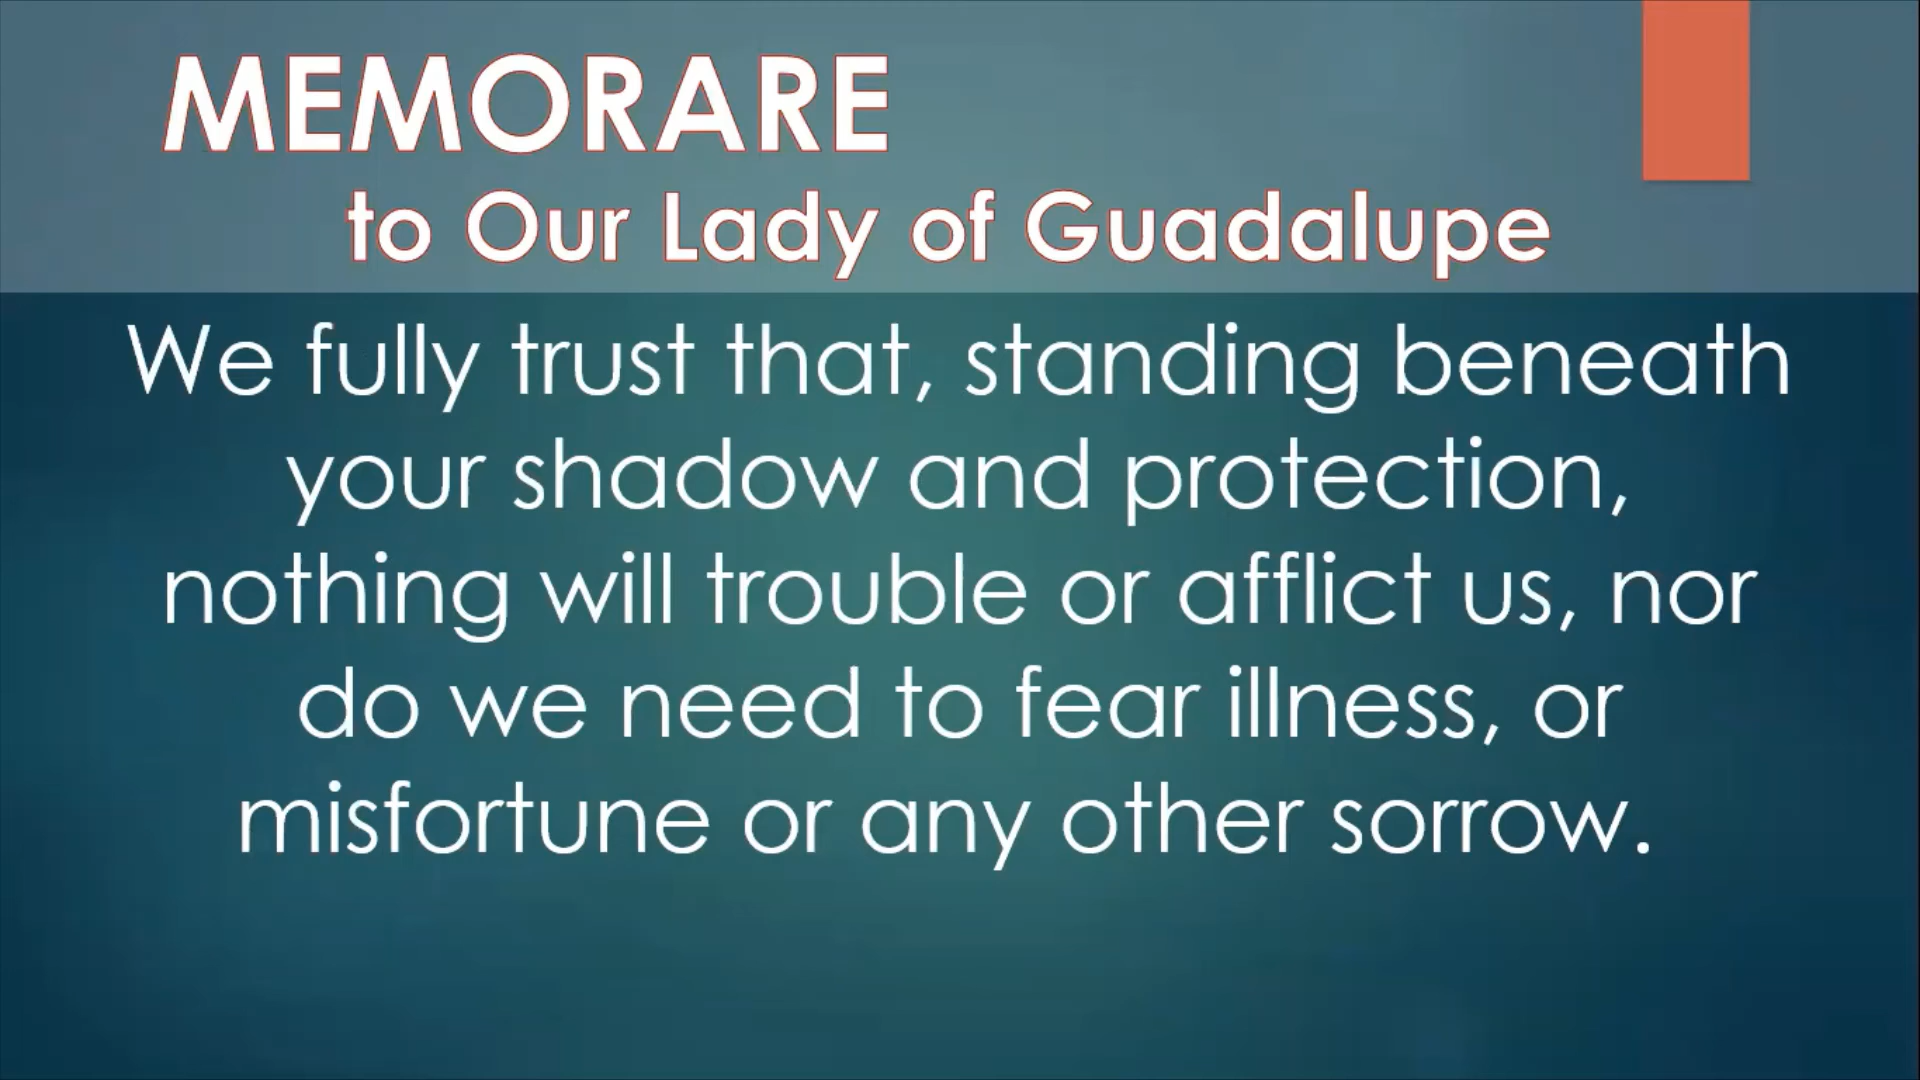 MEMORARE
to Our Lady of Guadalupe
We fully trust that, standing beneath
your shadow and protection,
nothing will trouble or afflict us, nor
do we need to fear illness, or
misfortune or any other sorrow.